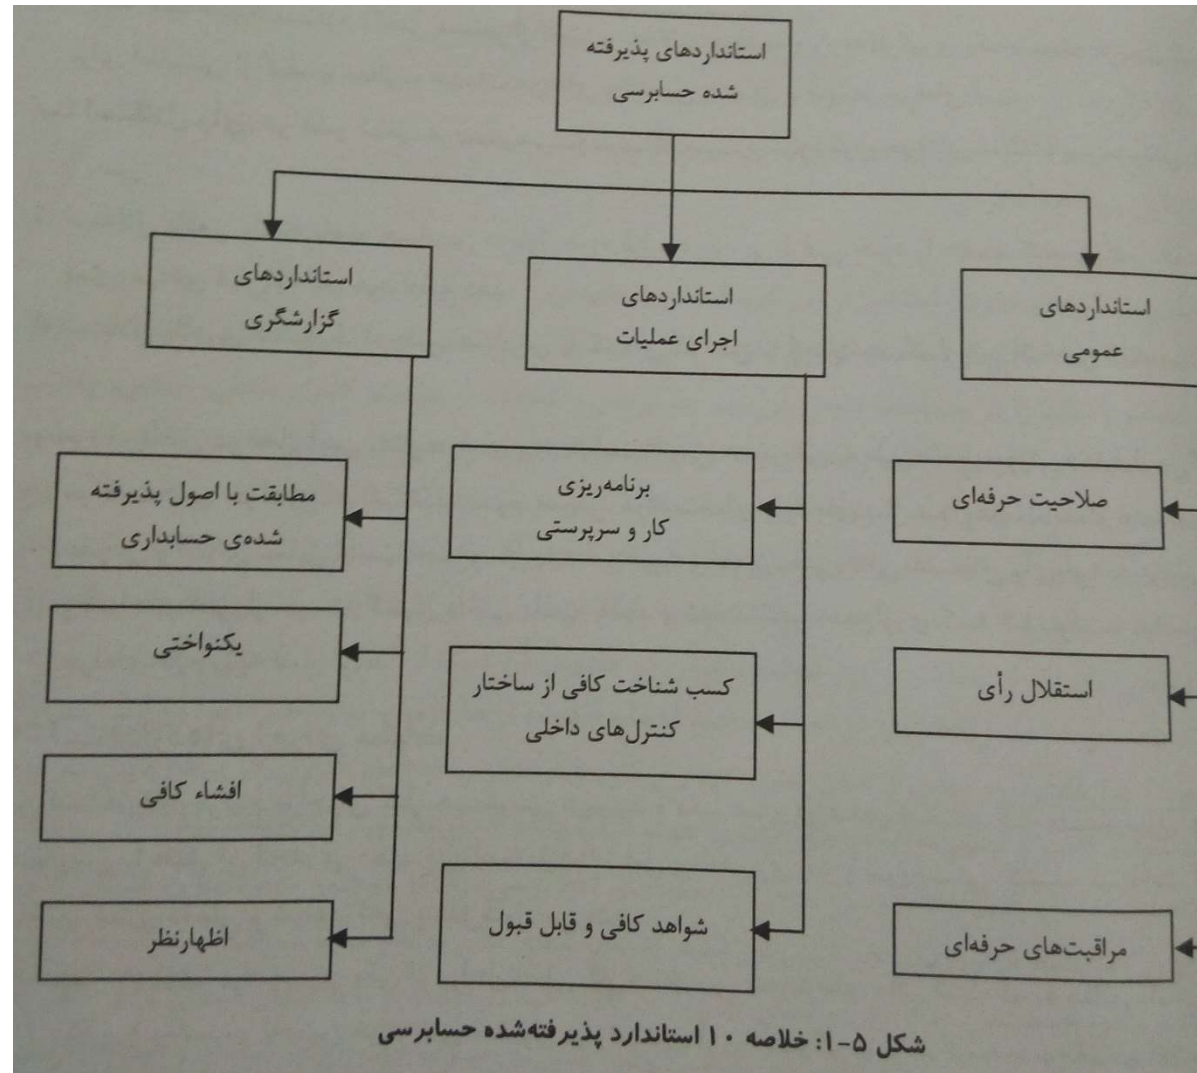 استانداردهای پذیرفته
شده حسابرسی
استانداردهای
عمومی
استانداردهای
اجرای عملیات
استانداردهای
گزارشگری
صلاحیت حرفه‌ای
استقلال رأی
مراقبت‌های حرفه‌ای
برنامه‌ریزی
کار و سرپرستی
کسب شناخت کافی از ساختار
کنترل‌های داخلی
شواهد کافی و قابل قبول
مطابقت با اصول پذیرفته
شده‌ی حسابداری
یکنواختی
افشاء کافی
اظهارنظر
شکل ۵-۱: خلاصه ۱۰ استاندارد پذیرفته‌شده حسابرسی